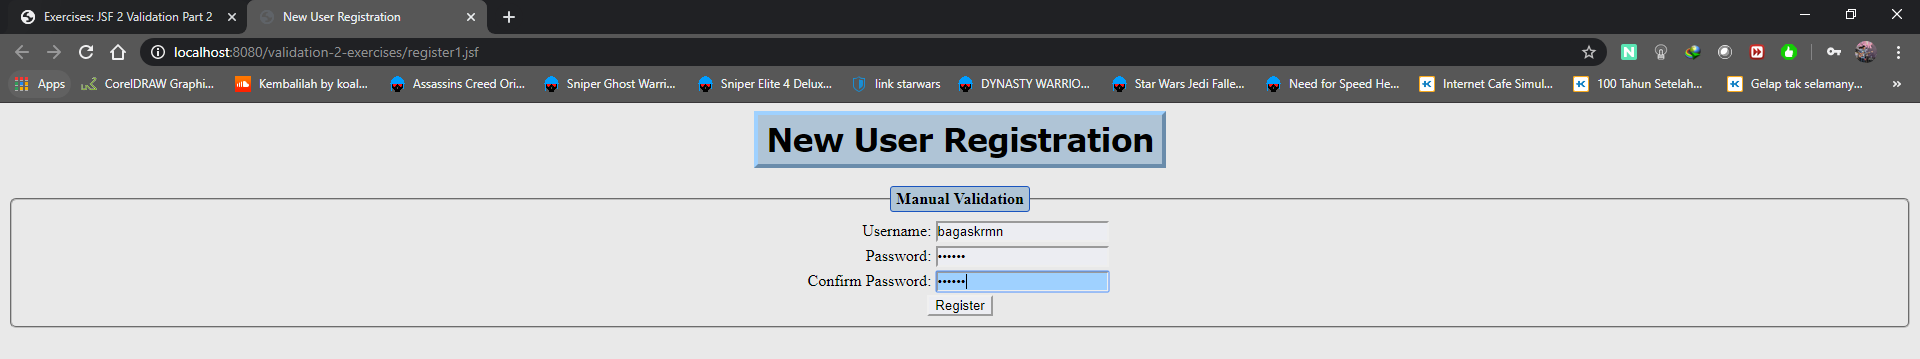 Exercises: JSF 2 Validation Part 2 New User Registration
localhost:8080/validation-2-exercises/register1.jsf
Apps CorelDRAW Graphi... Kembalilah by koal... Assassins Creed Ori... Sniper Ghost Warri... Sniper Elite 4 Delux... link starwars DYNASTY WARRIO... Star Wars Jedi Falle... Need for Speed He... Internet Cafe Simul... 100 Tahun Setelah... Gelap tak selamany... »
New User Registration
Manual Validation
Username: bagaskrmn
Password: ••••••
Confirm Password: ••••••
Register